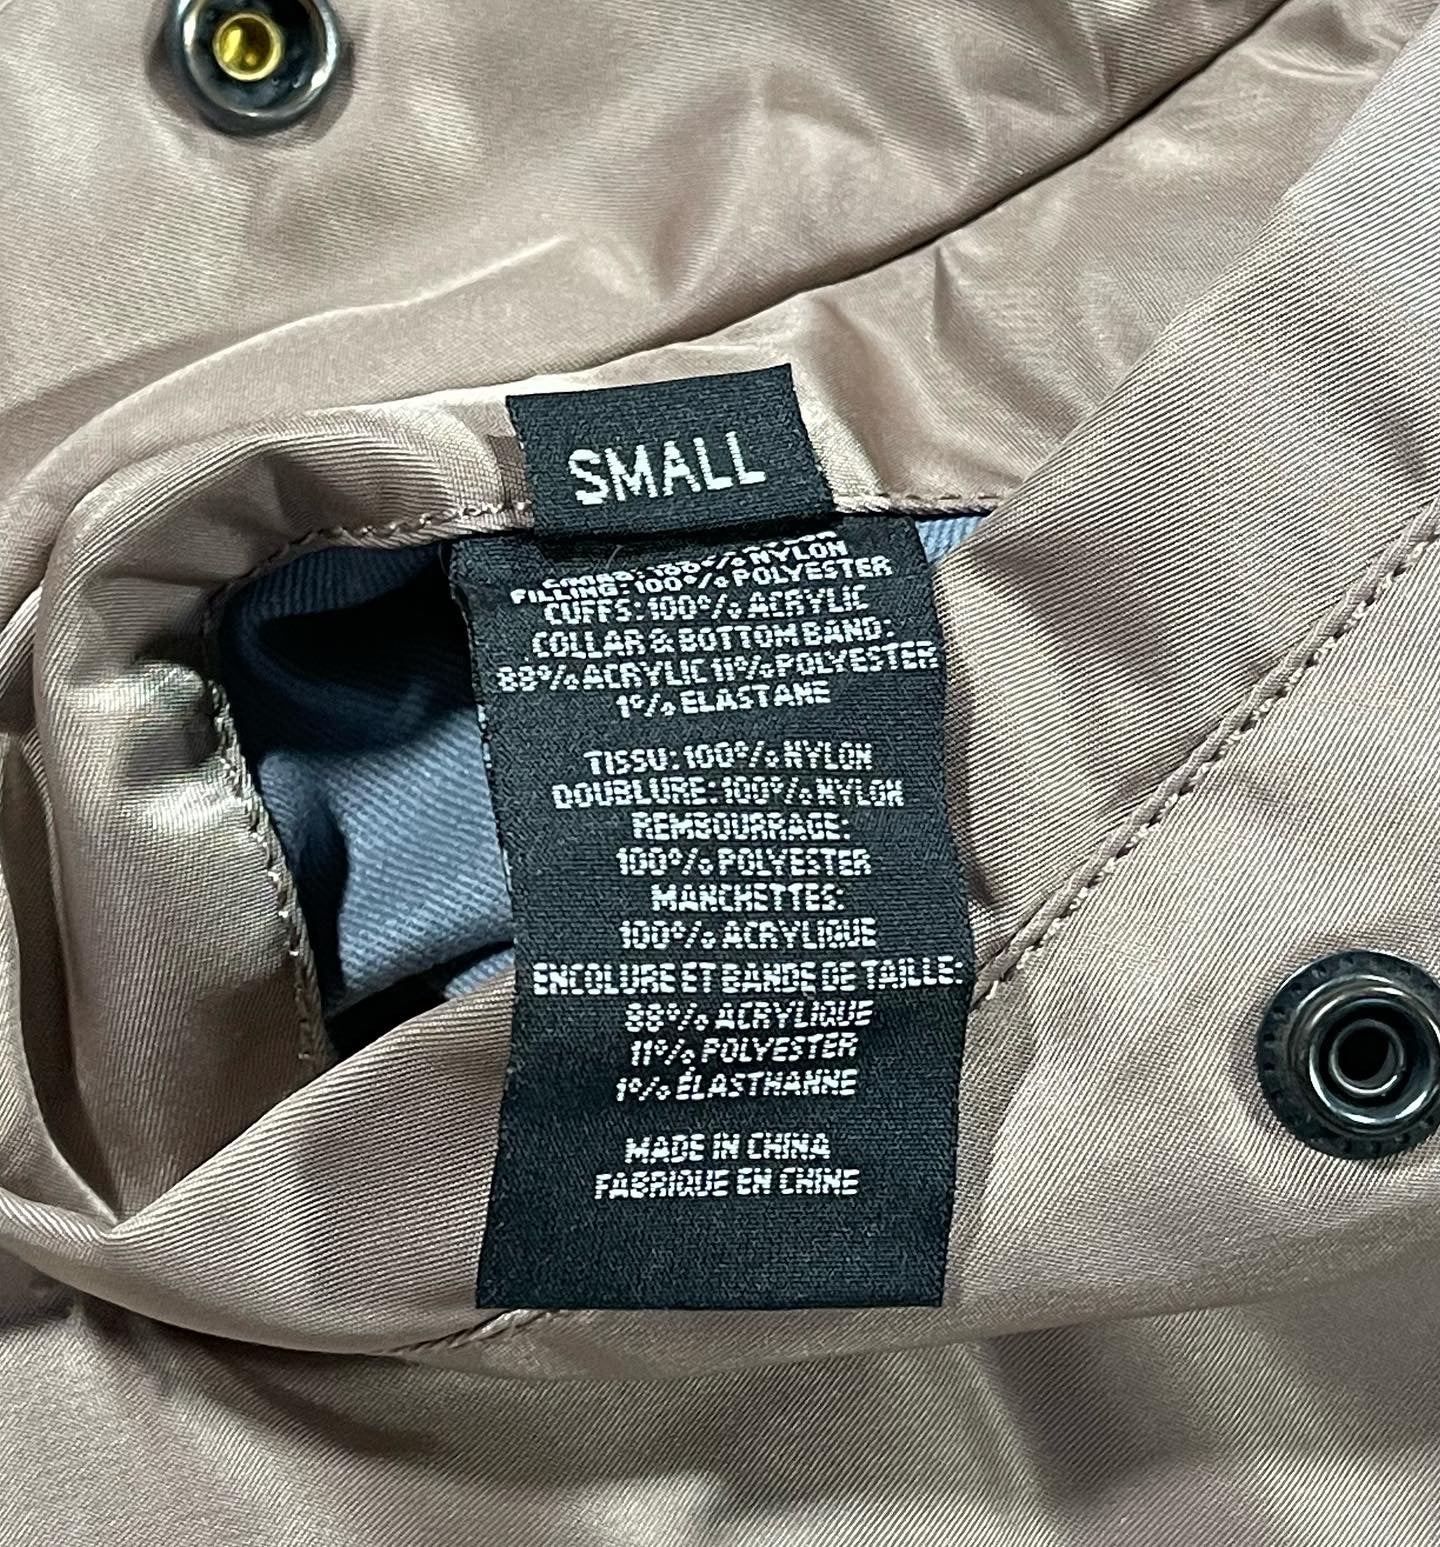 SMALL
100% NYLON
FILLING: 100% POLYESTER
CUFFS: 100% ACRYLIC
COLLAR & BOTTOM BAND:
88% ACRYLIC 11% POLYESTER
1% ELASTANE
TISSU: 100% NYLON
DOUBLURE: 100% NYLON
REMBOURRAGE:
100% POLYESTER
MANCHETTES:
100% ACRYLIQUE
ENCOLURE ET BANDE DE TAILLE:
88% ACRYLIQUE
11% POLYESTER
1% ÉLASTHANNE
MADE IN CHINA
FABRIQUE EN CHINE